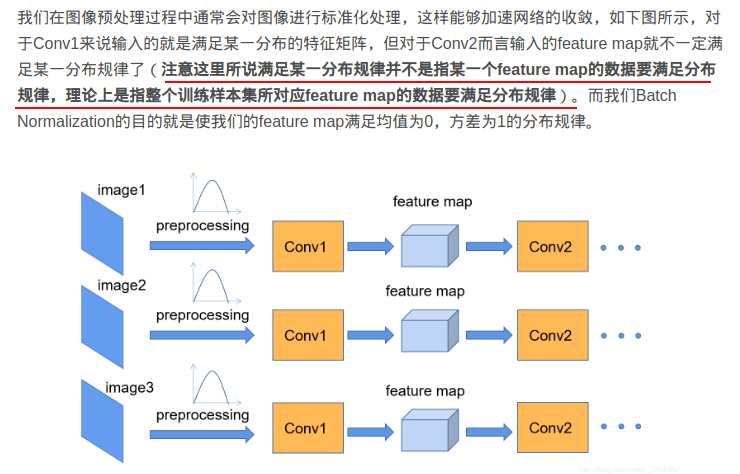 我们在图像预处理过程中通常会对图像进行标准化处理，这样能够加速网络的收敛，如下图所示，对
于Conv1来说输入的就是满足某一分布的特征矩阵，但对于Conv2而言输入的feature map就不一定满
足某一分布规律了（注意这里所说满足某一分布规律并不是指某一个feature map的数据要满足分布
规律，理论上是指整个训练样本集所对应feature map的数据要满足分布规律）。而我们Batch
Normalization的目的就是使我们的feature map满足均值为0，方差为1的分布规律。
image1
preprocessing
Conv1
feature map
Conv2
image2
preprocessing
Conv1
feature map
Conv2
image3
preprocessing
Conv1
feature map
Conv2